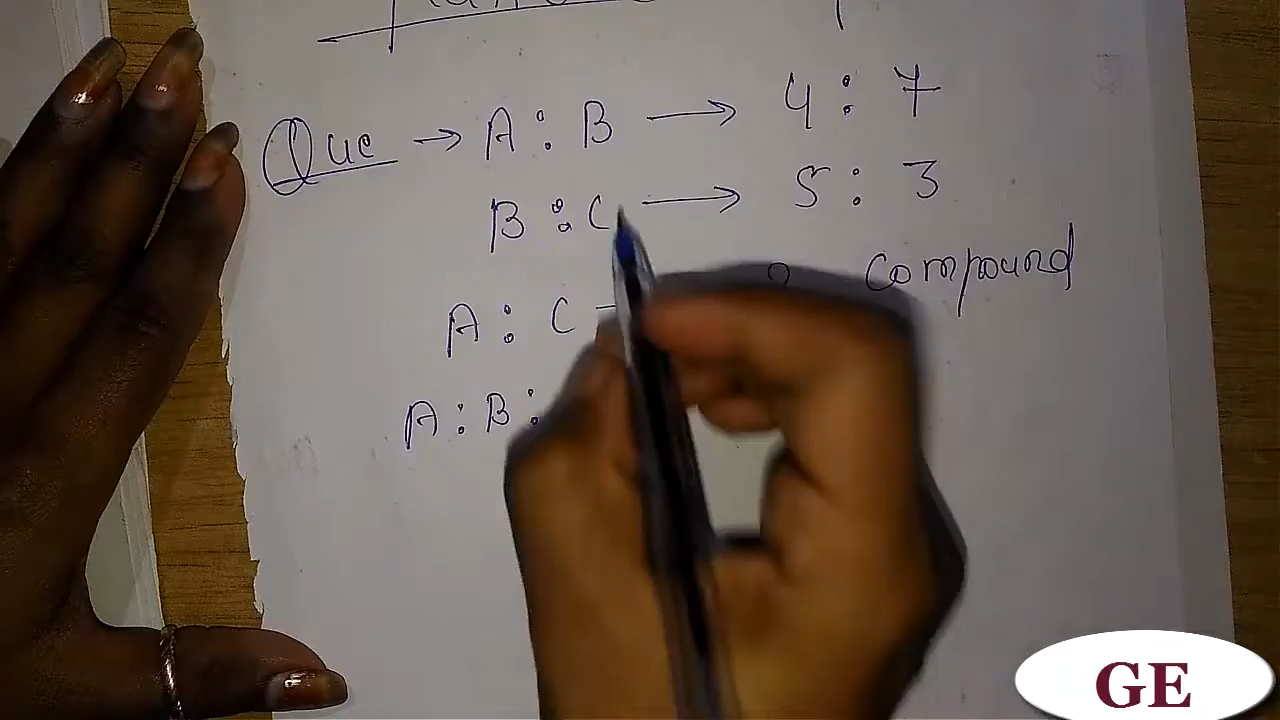 Que → A : B → 4 : 7
B : C → 5 : 3
A : C compound
A : B :
GE